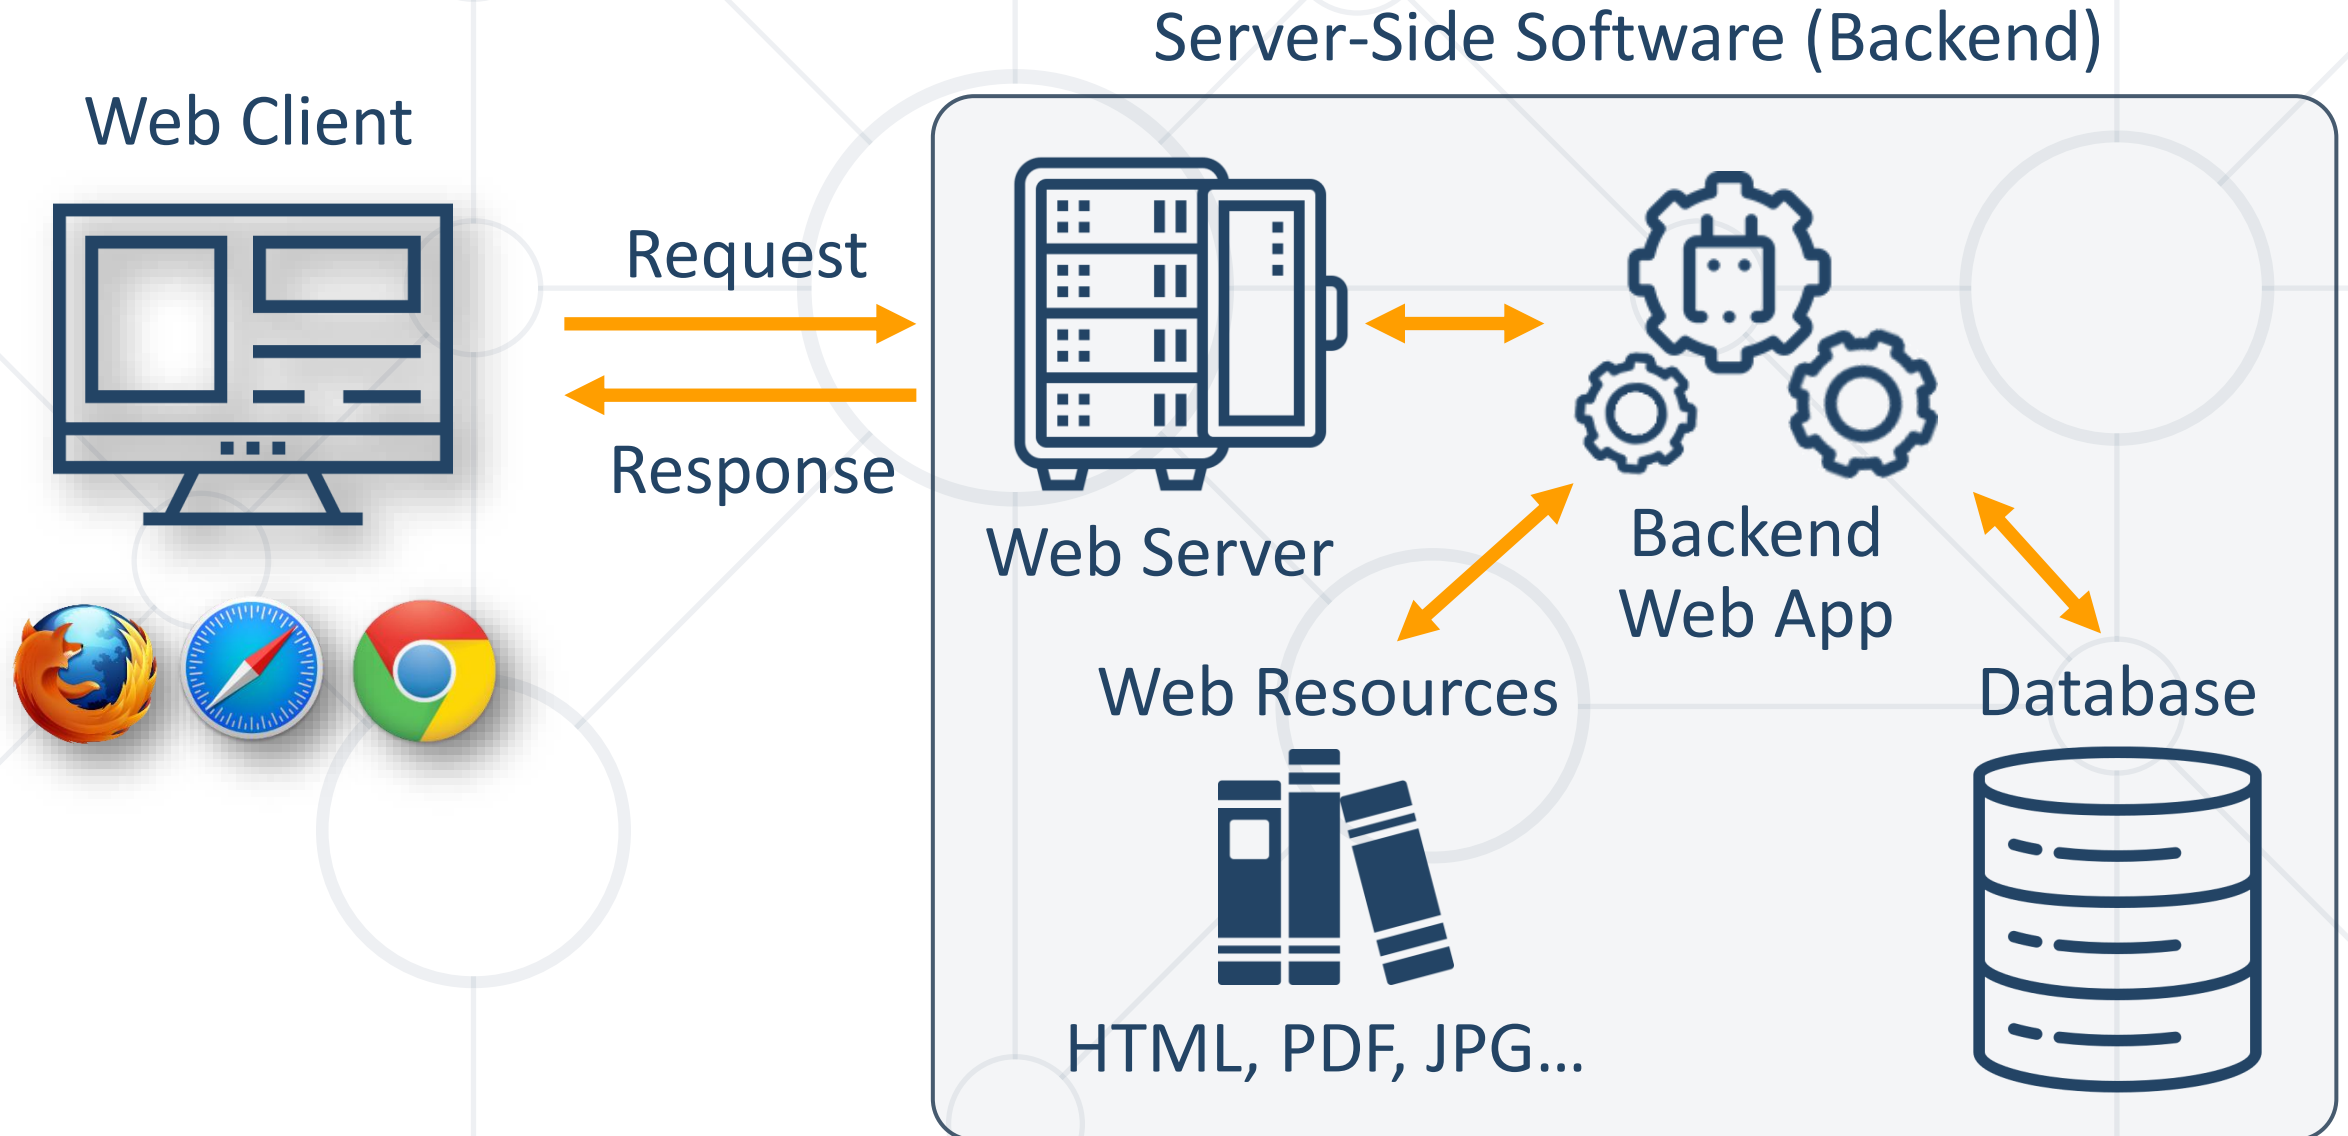 Server-Side Software (Backend)
Web Client
Request
Response
Web Server
Backend
Web App
Web Resources
Database
HTML, PDF, JPG...